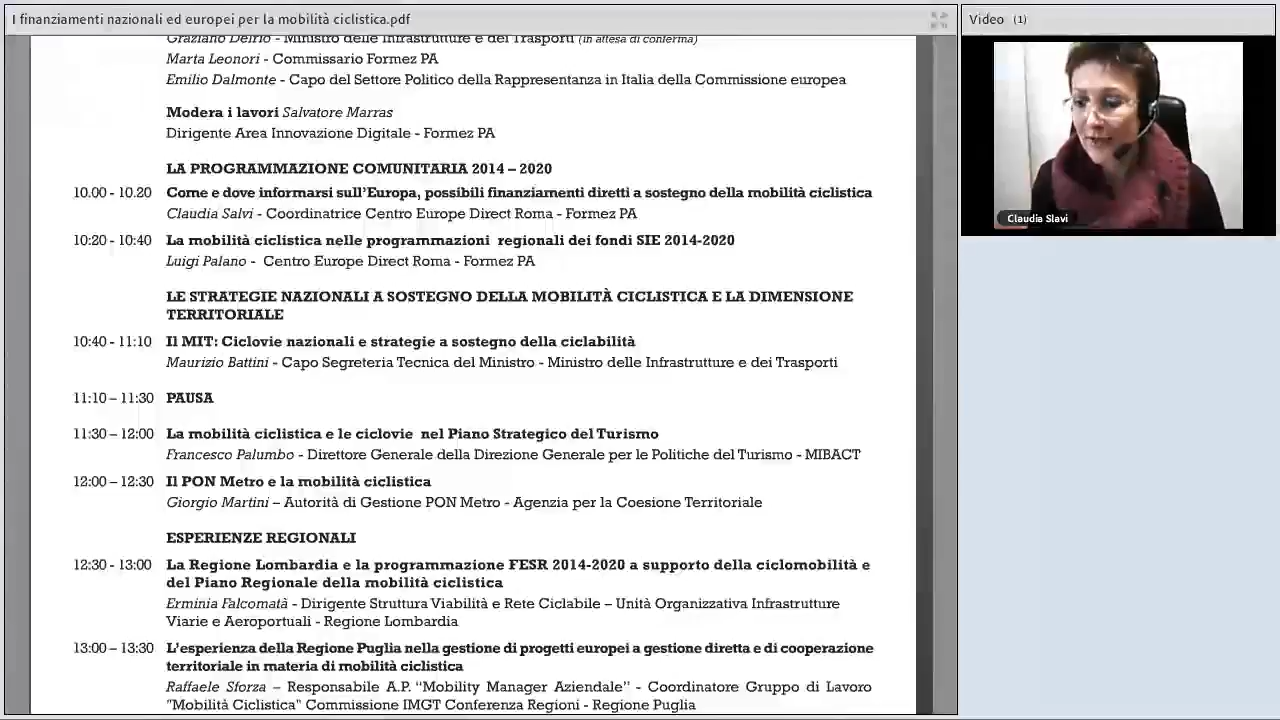 I finanziamenti nazionali ed europei per la mobilità ciclistica.pdf
Video (1)
Graziano Delrio - Ministro delle Infrastrutture e dei Trasporti (in attesa di conferma)
Marta Leonori - Commissario Formez PA
Emilio Dalmonte - Capo del Settore Politico della Rappresentanza in Italia della Commissione europea
Modera i lavori Salvatore Marras
Dirigente Area Innovazione Digitale - Formez PA
LA PROGRAMMAZIONE COMUNITARIA 2014 – 2020
10.00 - 10.20 Come e dove informarsi sull'Europa, possibili finanziamenti diretti a sostegno della mobilità ciclistica
Claudia Salvi - Coordinatrice Centro Europe Direct Roma - Formez PA
10:20 - 10:40 La mobilità ciclistica nelle programmazioni regionali dei fondi SIE 2014-2020
Luigi Palano - Centro Europe Direct Roma - Formez PA
LE STRATEGIE NAZIONALI A SOSTEGNO DELLA MOBILITÀ CICLISTICA E LA DIMENSIONE
TERRITORIALE
10:40 - 11:10 Il MIT: Ciclovie nazionali e strategie a sostegno della ciclabilità
Maurizio Battini - Capo Segreteria Tecnica del Ministro - Ministro delle Infrastrutture e dei Trasporti
11:10 – 11:30 PAUSA
11:30 – 12:00 La mobilità ciclistica e le ciclovie nel Piano Strategico del Turismo
Francesco Palumbo - Direttore Generale della Direzione Generale per le Politiche del Turismo - MIBACT
12:00 – 12:30 Il PON Metro e la mobilità ciclistica
Giorgio Martini – Autorità di Gestione PON Metro - Agenzia per la Coesione Territoriale
ESPERIENZE REGIONALI
12:30 - 13:00 La Regione Lombardia e la programmazione FESR 2014-2020 a supporto della ciclomobilità e
del Piano Regionale della mobilità ciclistica
Erminia Falcomatà - Dirigente Struttura Viabilità e Rete Ciclabile – Unità Organizzativa Infrastrutture
Viarie e Aeroportuali - Regione Lombardia
13:00 – 13:30 L'esperienza della Regione Puglia nella gestione di progetti europei a gestione diretta e di cooperazione
territoriale in materia di mobilità ciclistica
Raffaele Sforza – Responsabile A.P. "Mobility Manager Aziendale" - Coordinatore Gruppo di Lavoro
"Mobilità Ciclistica" Commissione IMGT Conferenza Regioni - Regione Puglia
Claudia Slavi